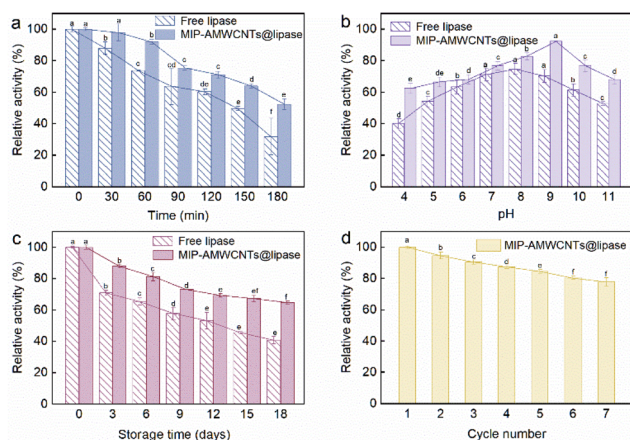 a
Free lipase
MIP-AMWCNTs@lipase
Relative activity (%)
100
80
60
40
20
0
a a b a c b cd c de c e d f e
0 30 60 90 120 150 180
Time (min)
b
Free lipase
MIP-AMWCNTs@lipase
Relative activity (%)
100
80
60
40
20
0
4 5 6 7 8 9 10 11
pH
c
Free lipase
MIP-AMWCNTs@lipase
Relative activity (%)
100
80
60
40
20
0
a a b b c c d d e e e ef e f
0 3 6 9 12 15 18
Storage time (days)
d
MIP-AMWCNTs@lipase
Relative activity (%)
100
80
60
40
20
0
a b c d e f f
1 2 3 4 5 6 7
Cycle number